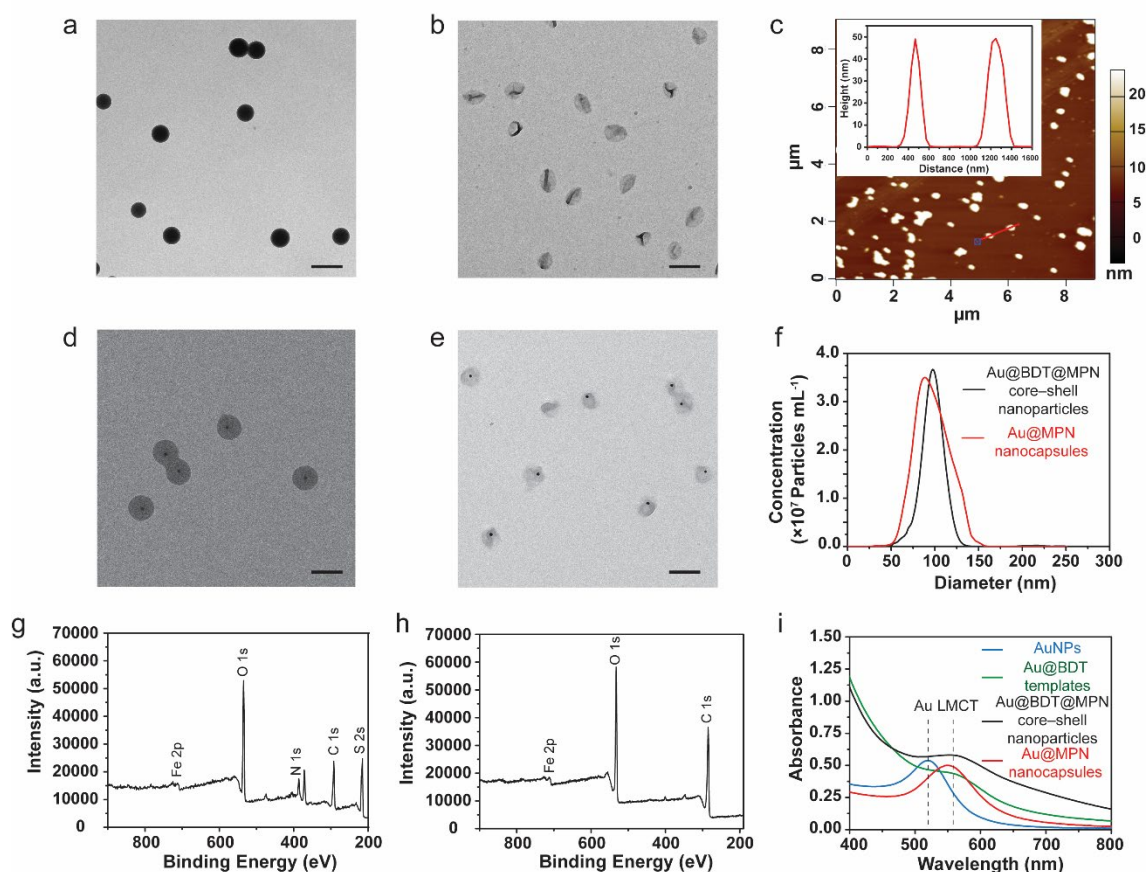 a
b
c
Height (nm)
50
40
30
20
10
0
0 200 400 600 800 1000 1200 1400 1600
Distance (nm)
µm
8
6
4
2
0
0 2 4 6 8
µm
20
15
10
5
0
nm
d
e
f
Concentration
(×10⁷ Particles mL⁻¹)
4.0
3.0
2.0
1.0
0.0
0 50 100 150 200 250 300
Diameter (nm)
Au@BDT@MPN
core–shell
nanoparticles
Au@MPN
nanocapsules
g
Intensity (a.u.)
70000
60000
50000
40000
30000
20000
10000
0
Fe 2p
O 1s
N 1s
C 1s
S 2s
800 600 400 200
Binding Energy (eV)
h
Intensity (a.u.)
70000
60000
50000
40000
30000
20000
10000
0
Fe 2p
O 1s
C 1s
800 600 400 200
Binding Energy (eV)
i
Absorbance
1.50
1.25
1.00
0.75
0.50
0.25
0.00
AuNPs
Au@BDT
templates
Au@BDT@MPN
core–shell
nanoparticles
Au@MPN
nanocapsules
Au LMCT
400 500 600 700 800
Wavelength (nm)